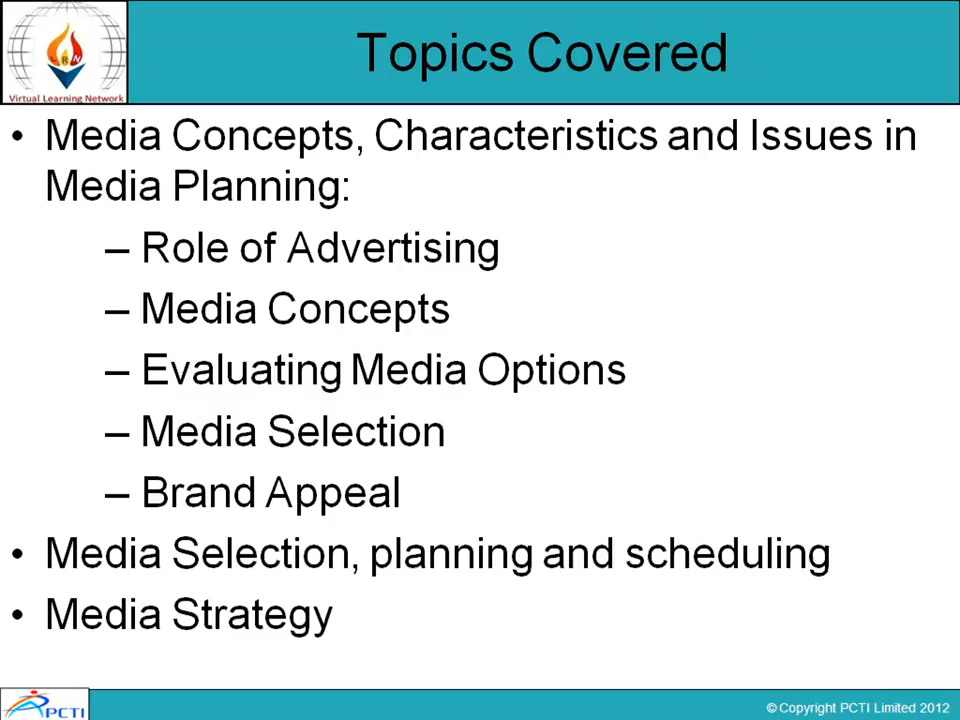 Topics Covered
Virtual Learning Network
• Media Concepts, Characteristics and Issues in
Media Planning:
– Role of Advertising
– Media Concepts
– Evaluating Media Options
– Media Selection
– Brand Appeal
• Media Selection, planning and scheduling
• Media Strategy
PCTI
© Copyright PCTI Limited 2012